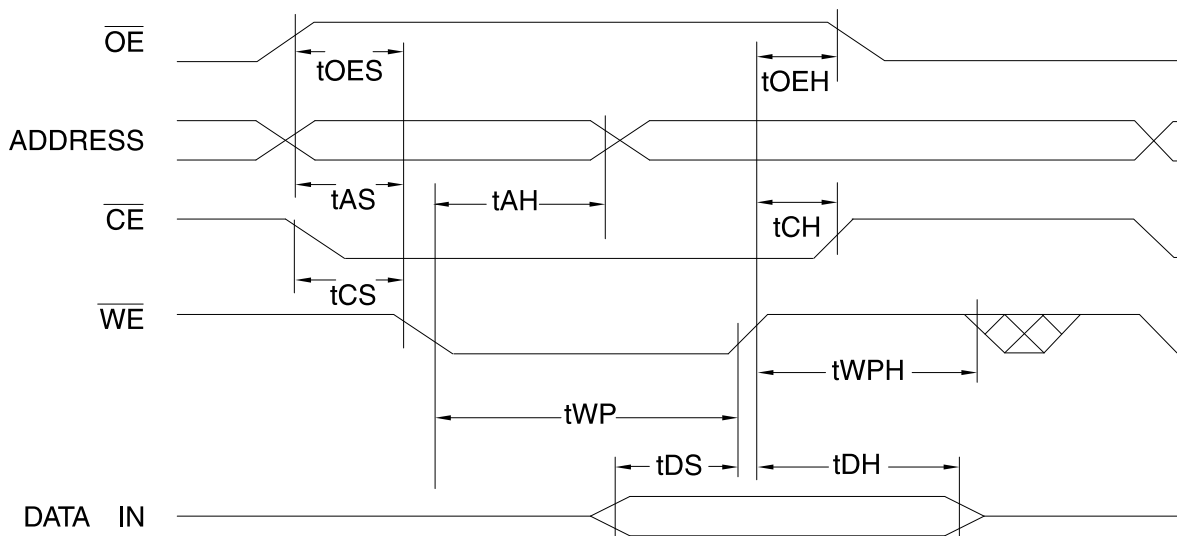 OE
tOES
tOEH
ADDRESS
tAS
tAH
CE
tCH
tCS
WE
tWPH
tWP
tDS
tDH
DATA IN